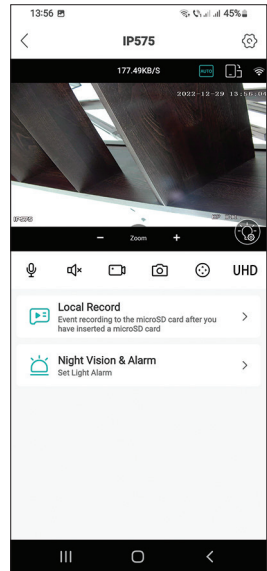 13:56 45%
IP575
177.49KB/S AUTO
2022-12-29 13:56:04
IP575
− Zoom +
UHD
Local Record
Event recording to the microSD card after you
have inserted a microSD card
Night Vision & Alarm
Set Light Alarm